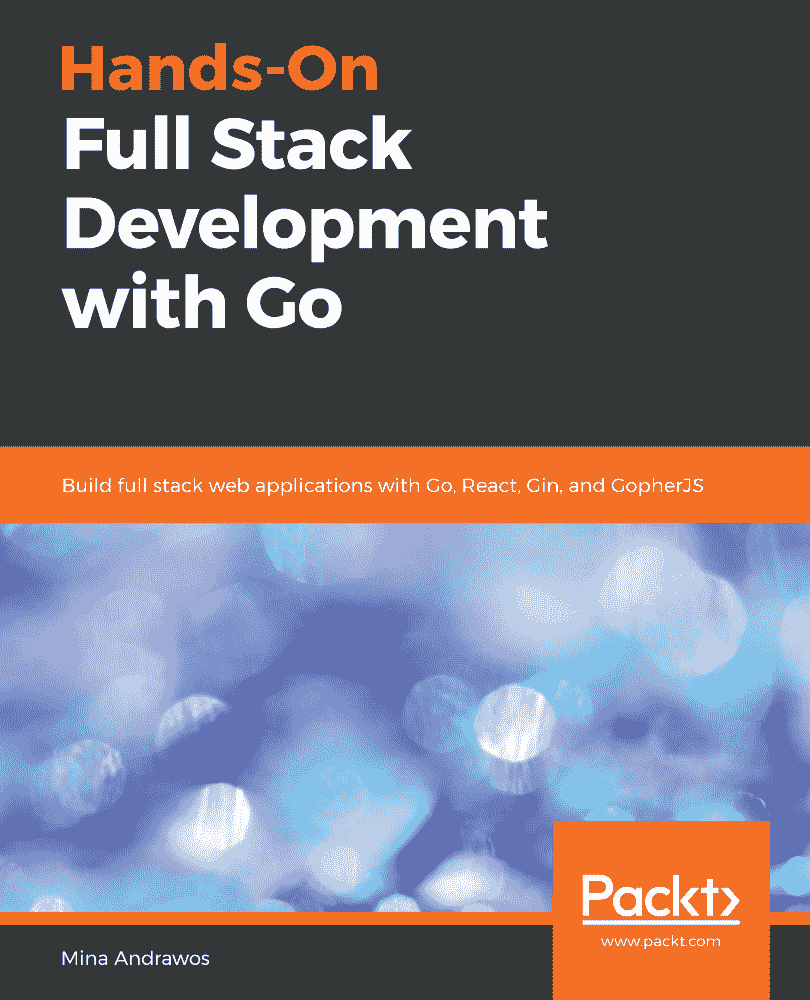 Hands-On
Full Stack
Development
with Go
Build full stack web applications with Go, React, Gin, and GopherJS
Packt>
www.packt.com
Mina Andrawos